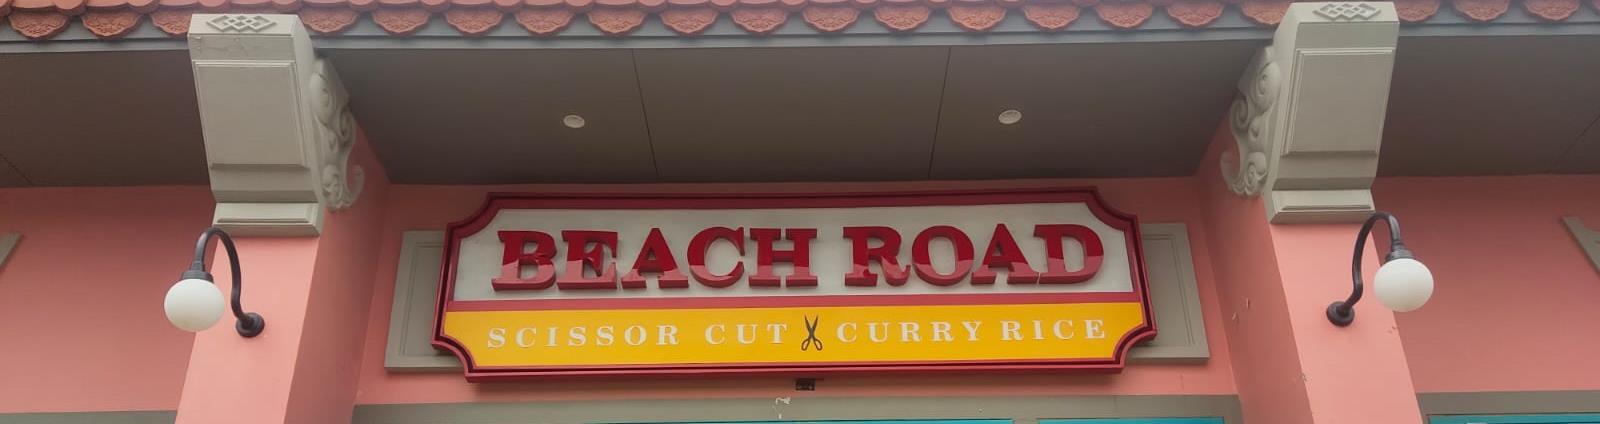 BEACH ROAD
SCISSOR CUT CURRY RICE